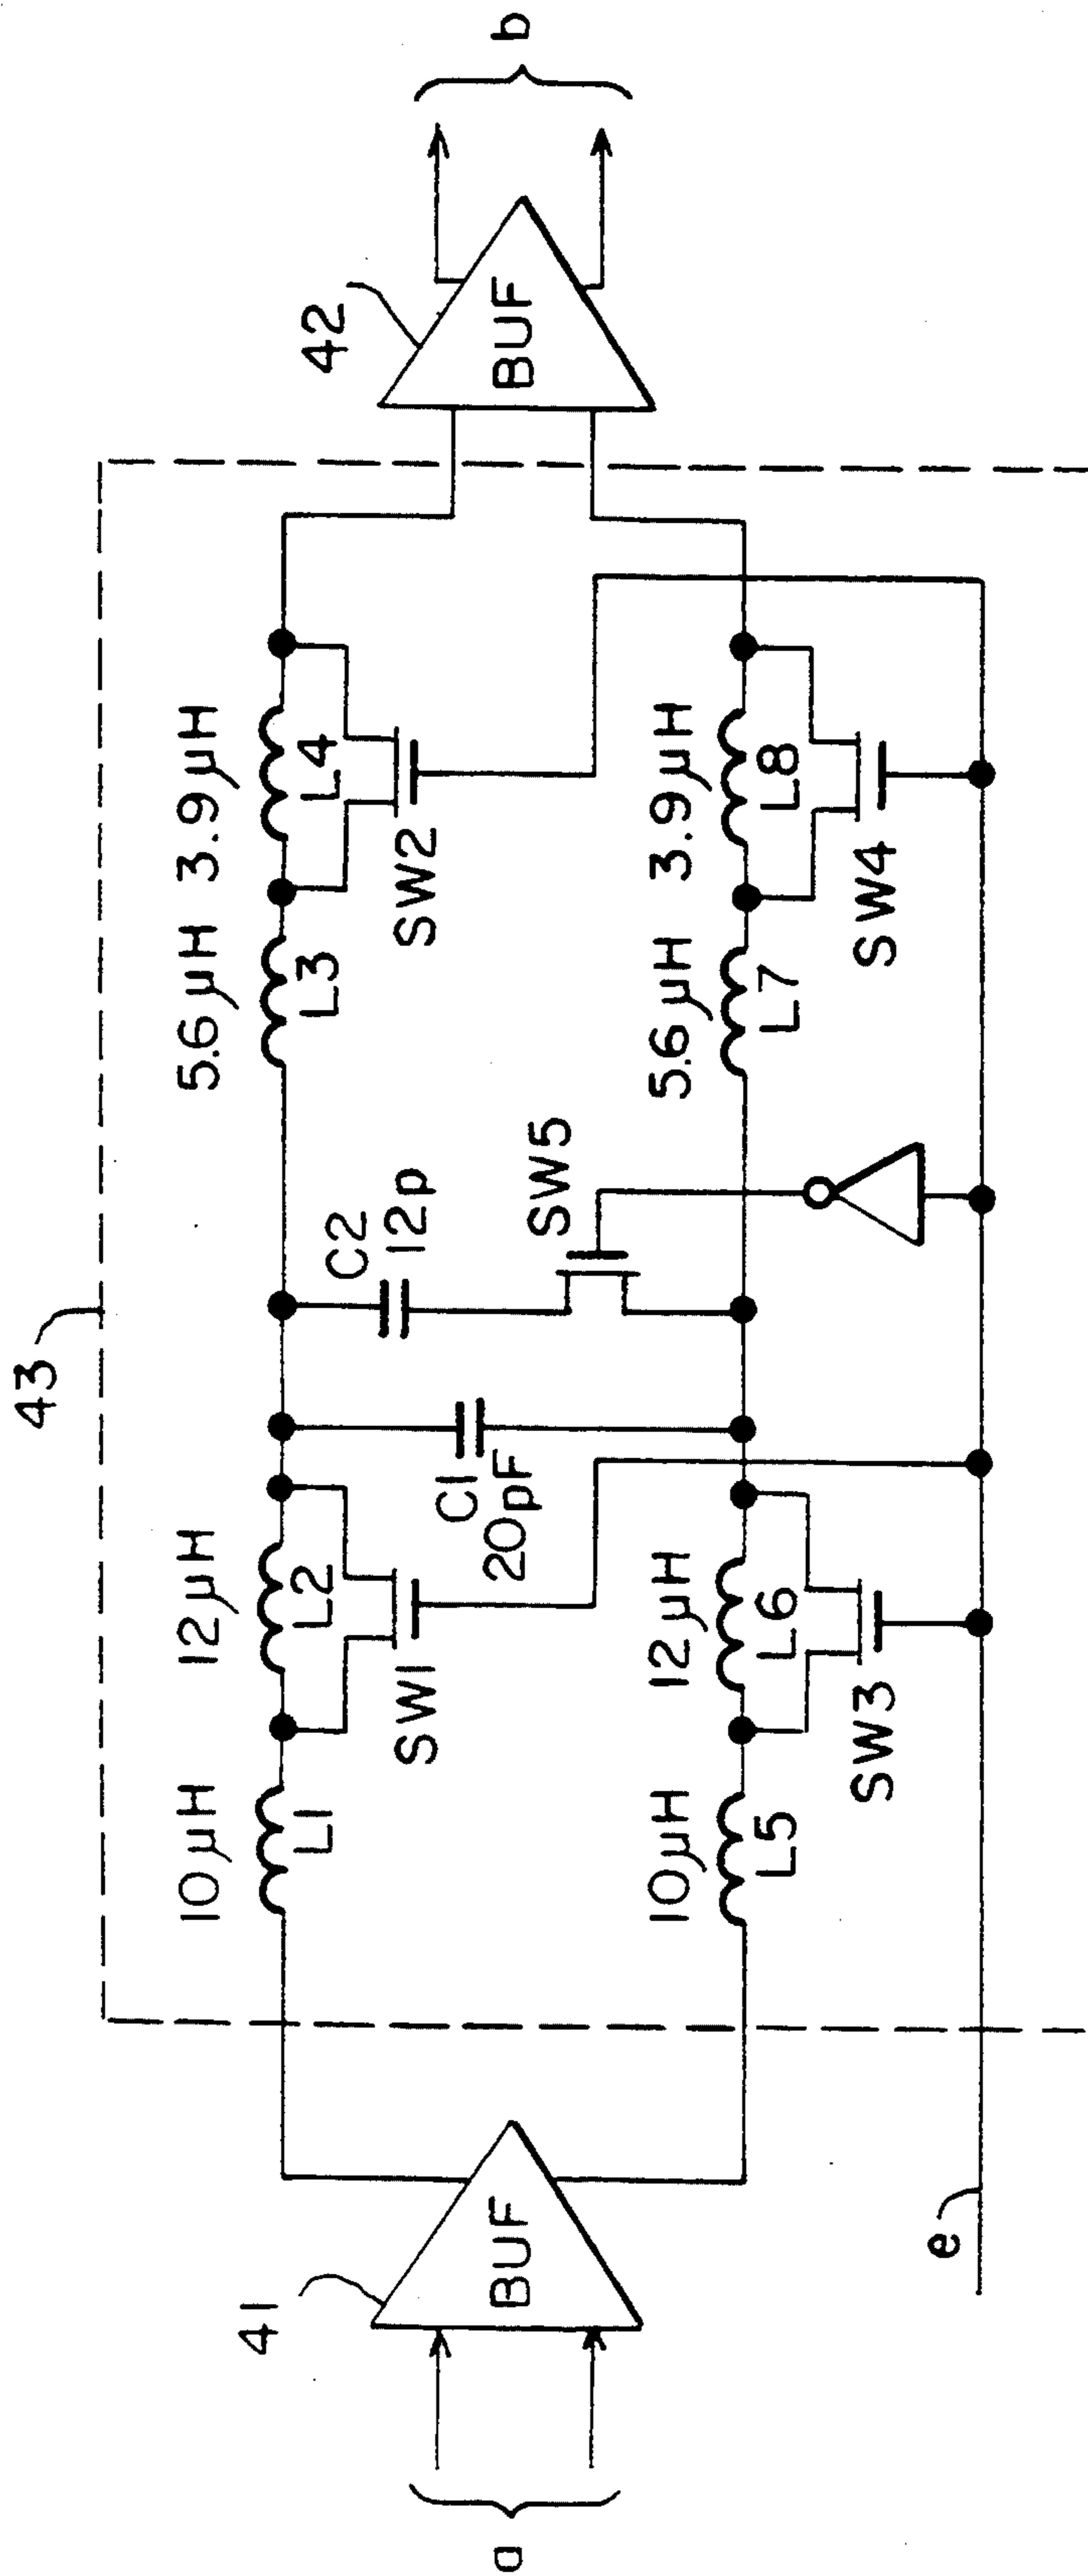 43
10μH
12μH
5.6μH
3.9μH
L1
L2
L3
L4
SW1
SW2
C1
20pF
C2
12p
SW5
41
BUF
a
42
BUF
b
10μH
12μH
5.6μH
3.9μH
L5
L6
L7
L8
SW3
SW4
e